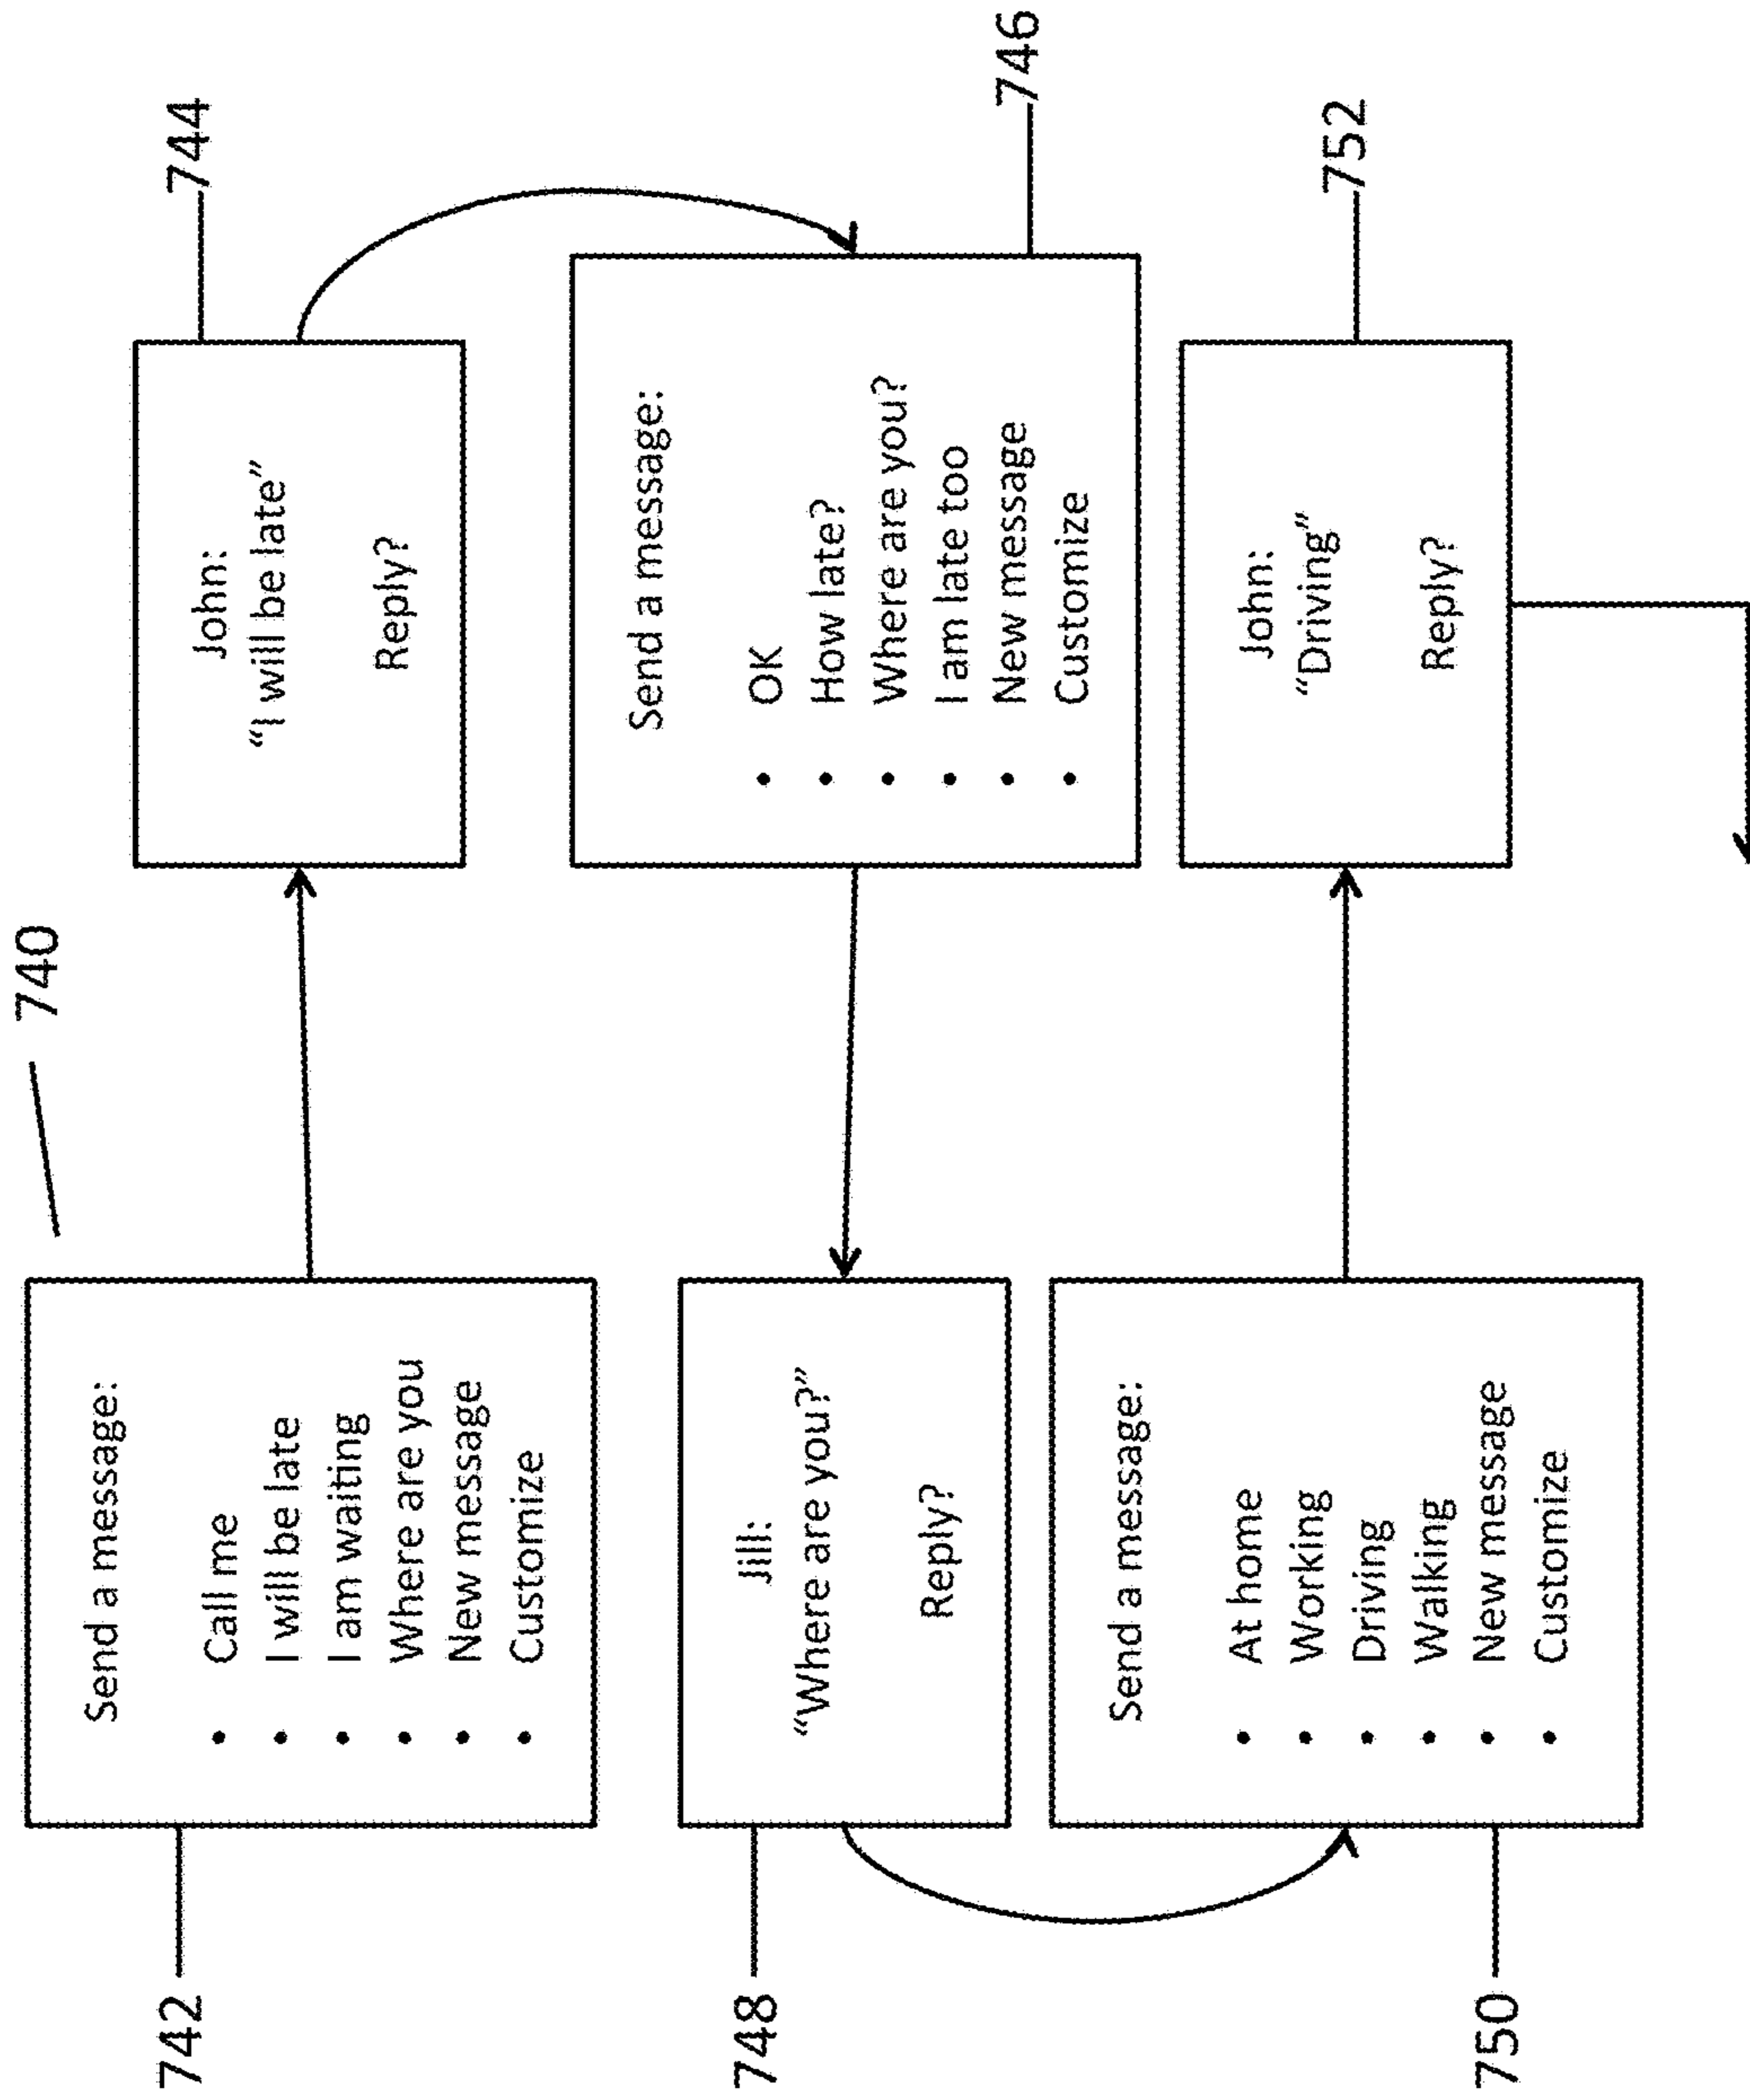 740
742
Send a message:
• Call me
• I will be late
• I am waiting
• Where are you
• New message
• Customize
744
John:
“I will be late”
Reply?
746
Send a message:
• OK
• How late?
• Where are you?
• I am late too
• New message
• Customize
748
Jill:
“Where are you?”
Reply?
750
Send a message:
• At home
• Working
• Driving
• Walking
• New message
• Customize
752
John:
“Driving”
Reply?